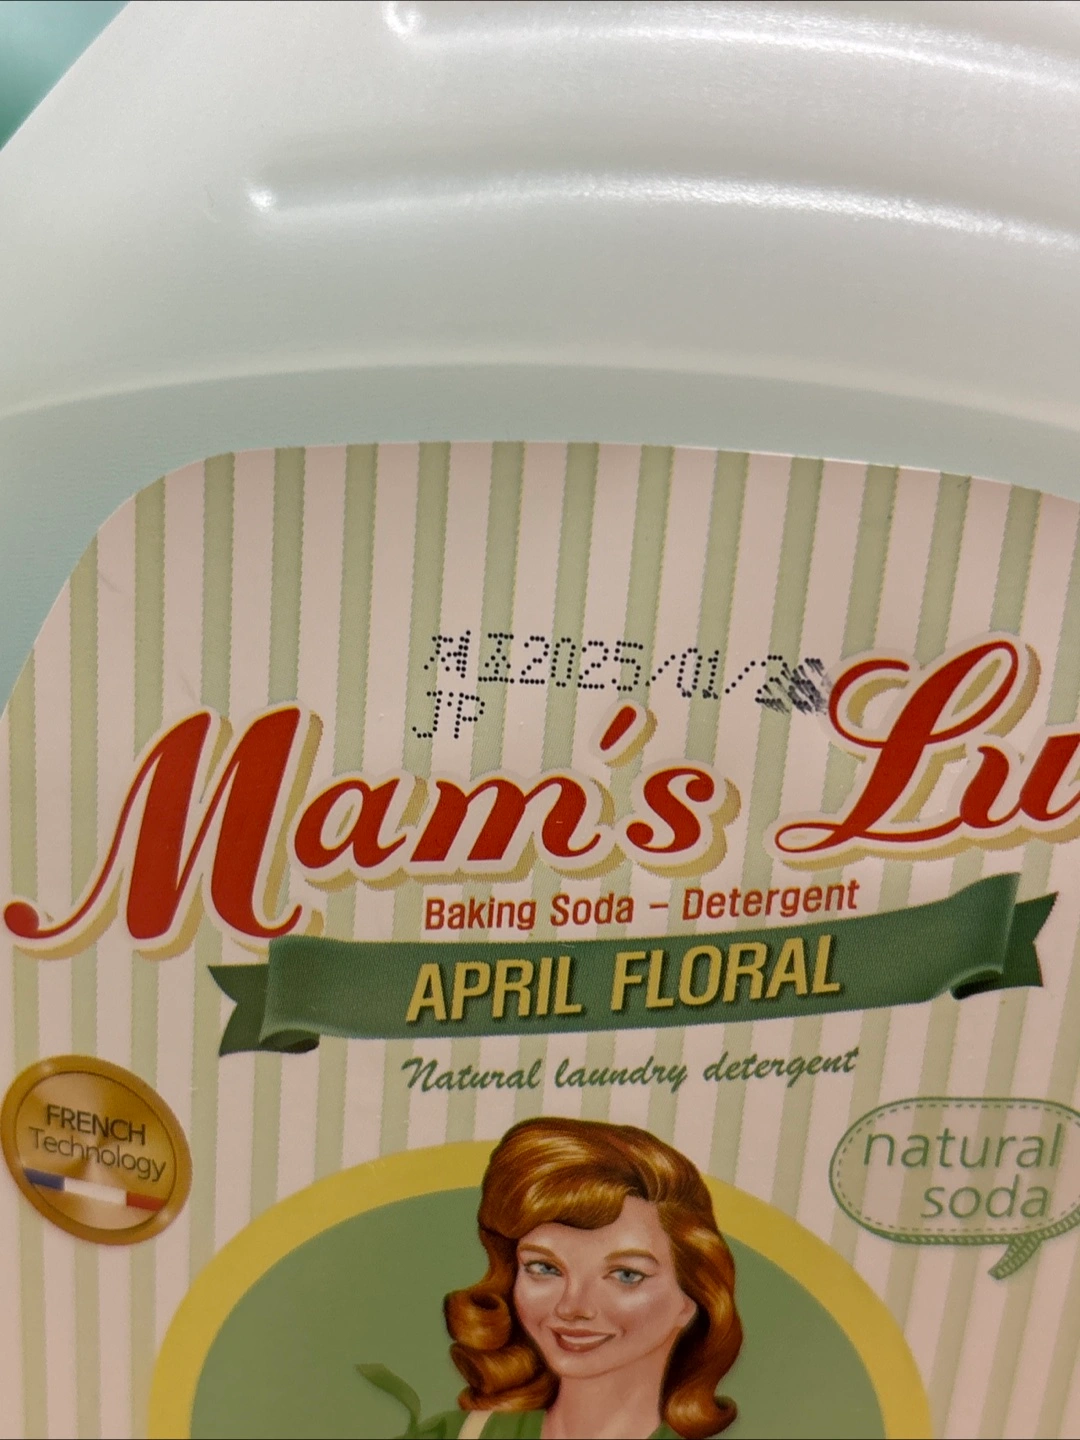 제조2025/01/
JP
Mam's
Baking Soda - Detergent
APRIL FLORAL
Natural laundry detergent
FRENCH
Technology
natural
soda